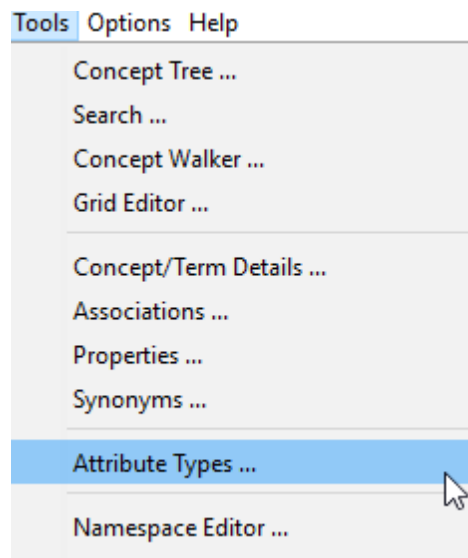 Tools Options Help
Concept Tree ...
Search ...
Concept Walker ...
Grid Editor ...
Concept/Term Details ...
Associations ...
Properties ...
Synonyms ...
Attribute Types ...
Namespace Editor ...